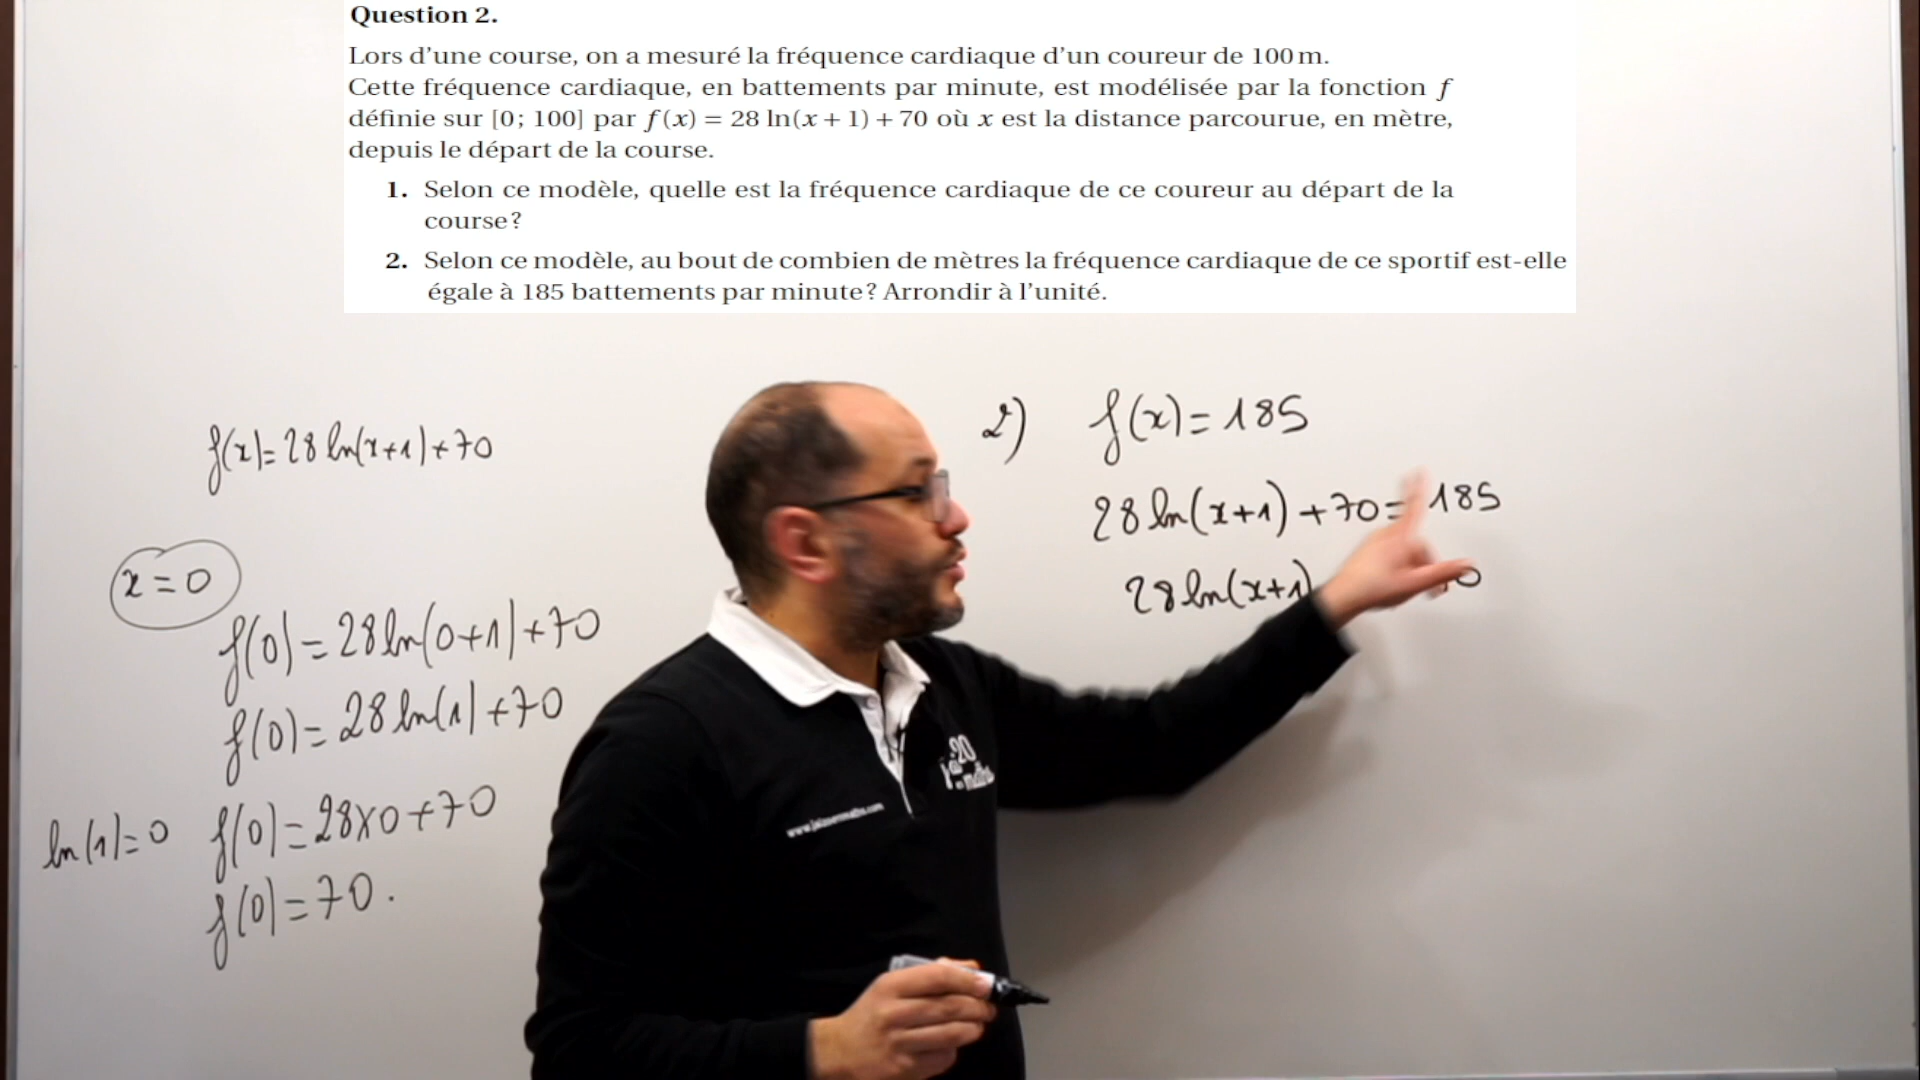 Question 2.
Lors d'une course, on a mesuré la fréquence cardiaque d'un coureur de 100 m.
Cette fréquence cardiaque, en battements par minute, est modélisée par la fonction f
définie sur [0; 100] par f(x) = 28 ln(x + 1) + 70 où x est la distance parcourue, en mètre,
depuis le départ de la course.
1. Selon ce modèle, quelle est la fréquence cardiaque de ce coureur au départ de la
course?
2. Selon ce modèle, au bout de combien de mètres la fréquence cardiaque de ce sportif est-elle
égale à 185 battements par minute? Arrondir à l'unité.
f(x)=28 ln(x+1)+70
x=0
f(0)=28ln(0+1)+70
f(0)=28 ln(1)+70
ln(1)=0 f(0)=28×0+70
f(0)=70.
2) f(x)=185
28 ln(x+1)+70=185
28 ln(x+1)
20
maths